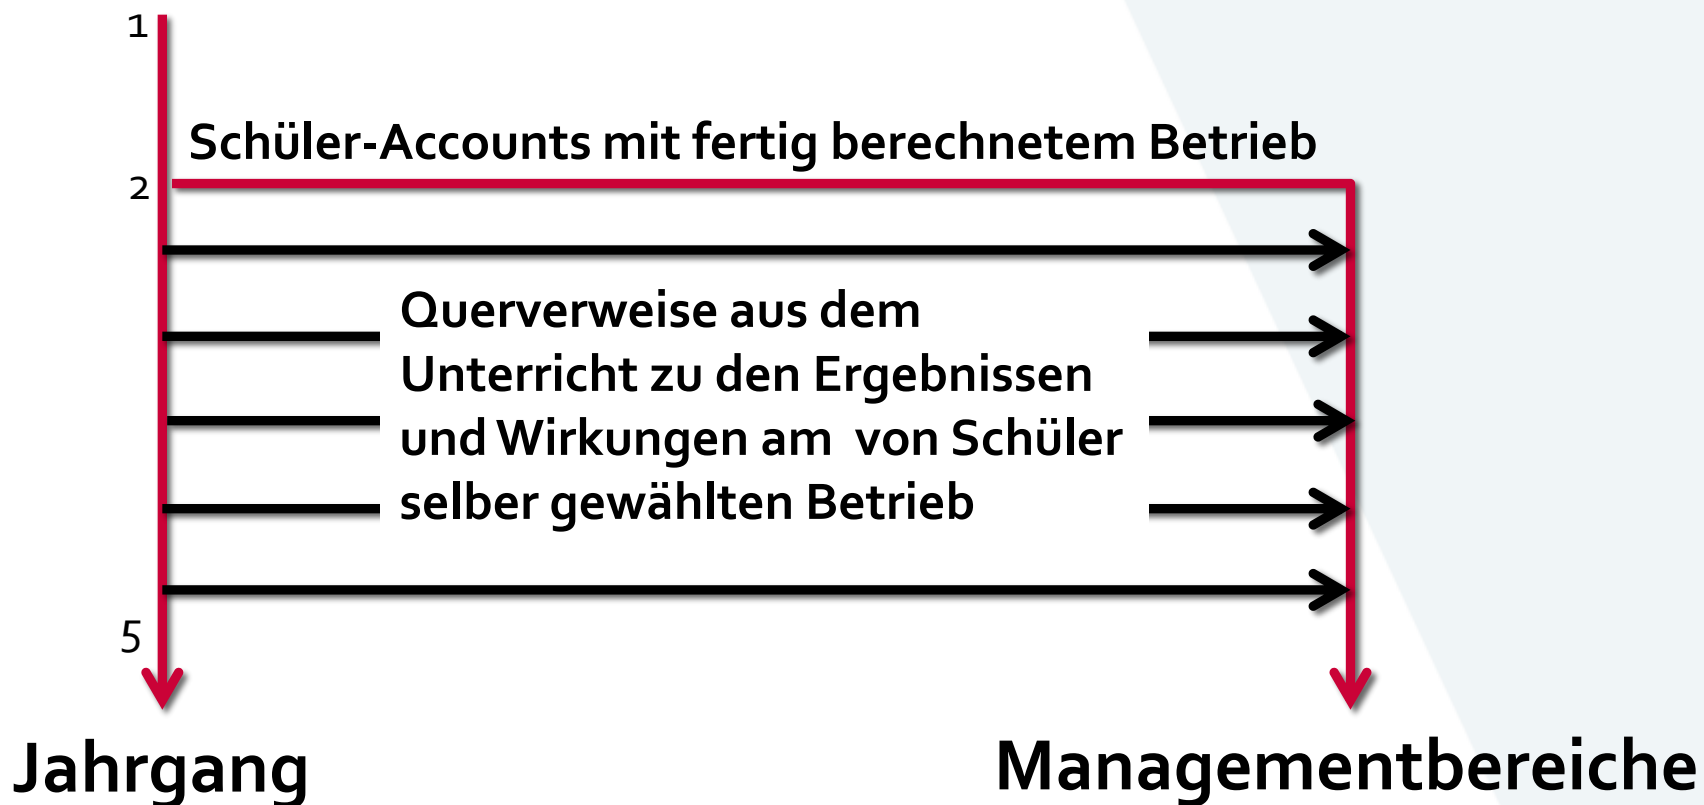 1
Schüler-Accounts mit fertig berechnetem Betrieb
2
Querverweise aus dem
Unterricht zu den Ergebnissen
und Wirkungen am  von Schüler
selber gewählten Betrieb
5
Jahrgang
Managementbereiche